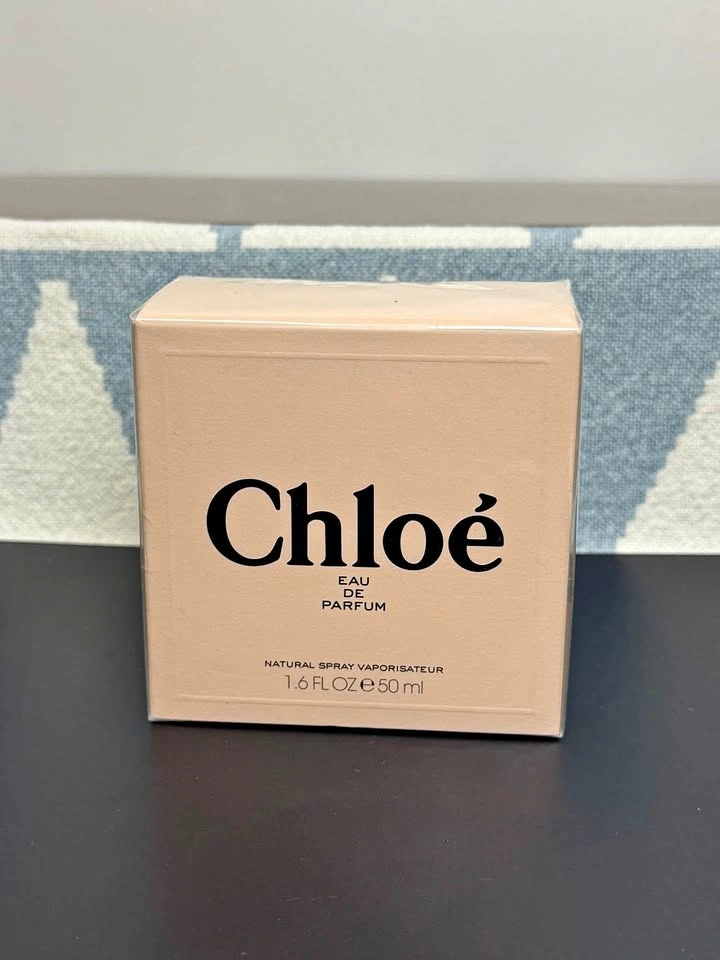 Chloé
EAU
DE
PARFUM
NATURAL SPRAY VAPORISATEUR
1.6 FL OZ ℮ 50 ml